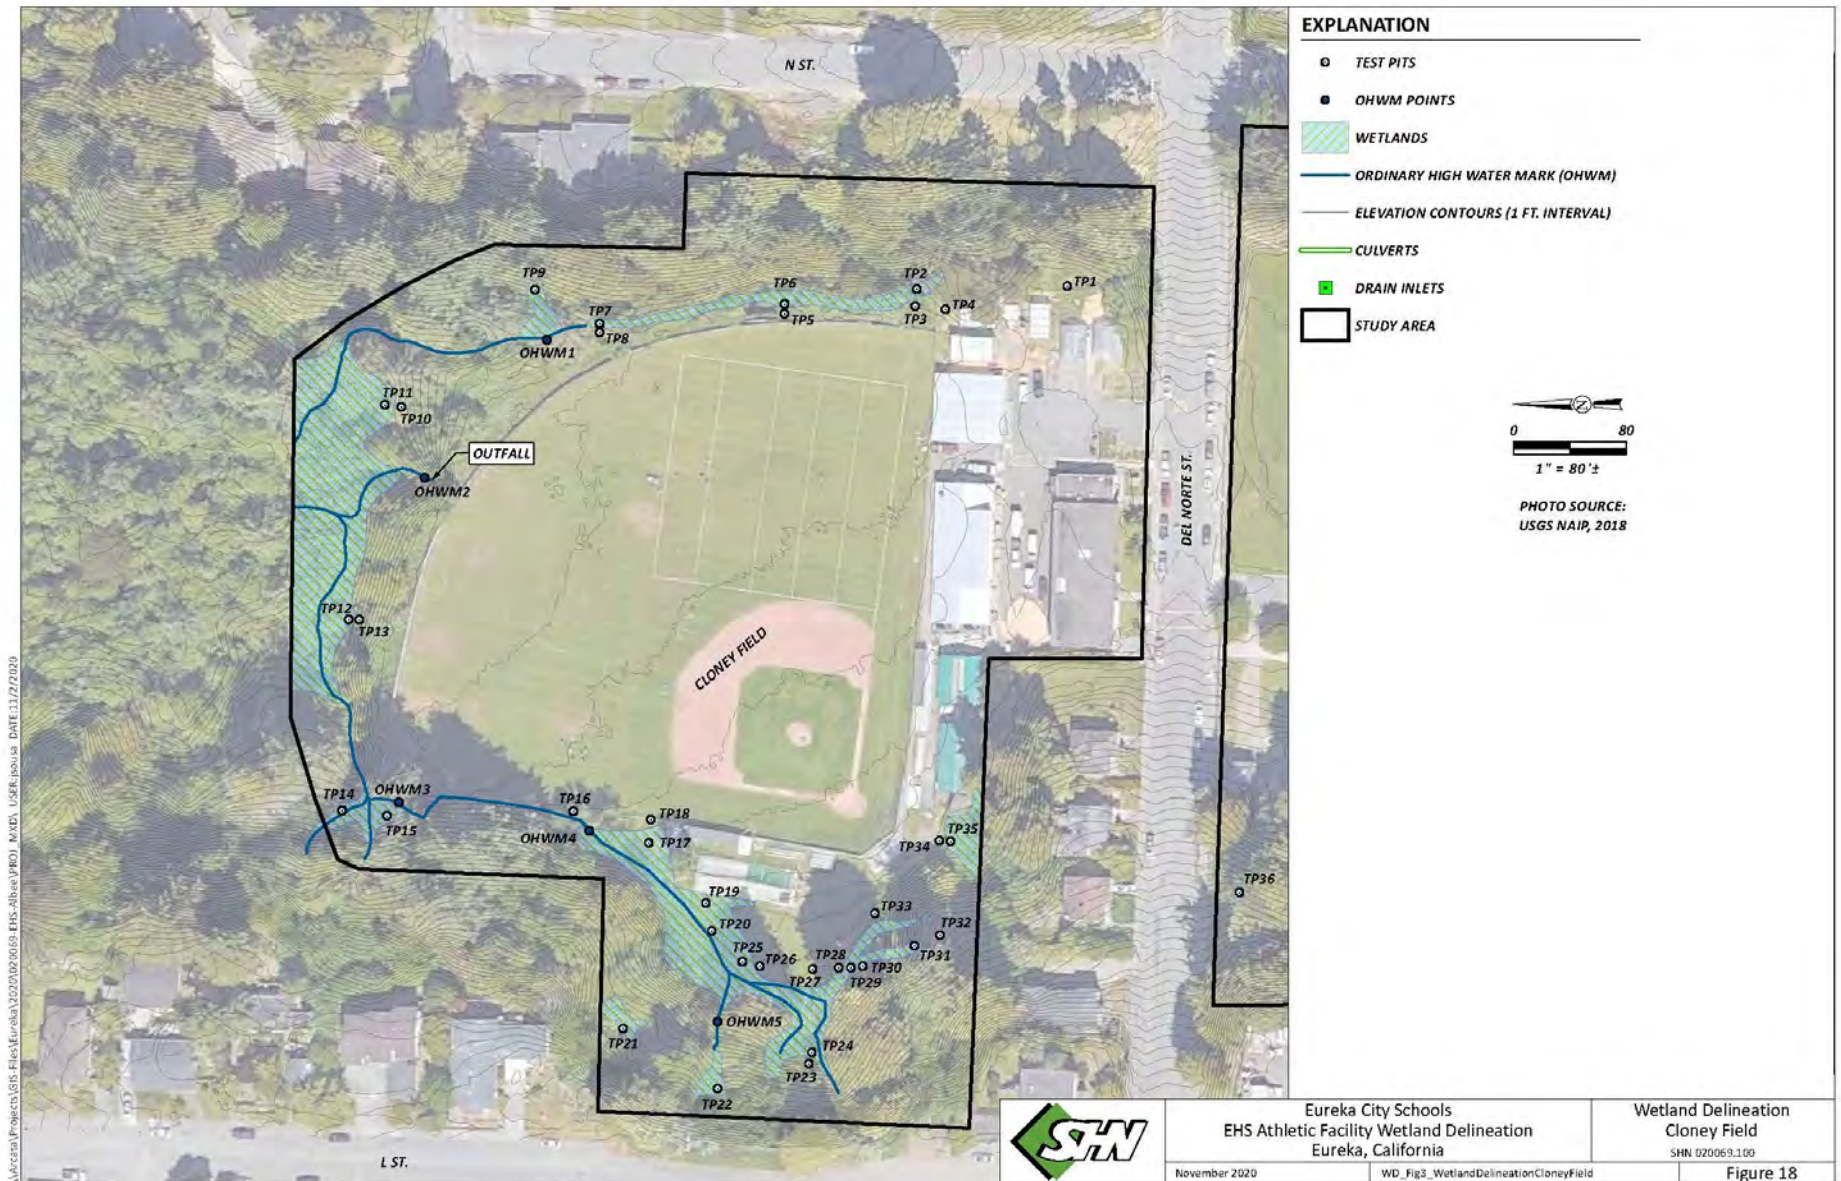 EXPLANATION
TEST PITS
OHWM POINTS
WETLANDS
ORDINARY HIGH WATER MARK (OHWM)
ELEVATION CONTOURS (1 FT. INTERVAL)
CULVERTS
DRAIN INLETS
STUDY AREA
N
0 80
1" = 80'±
PHOTO SOURCE:
USGS NAIP, 2018
N ST.
TP9
TP2
TP1
TP6
TP4
TP3
TP5
TP7
TP8
OHWM1
TP11
TP10
OUTFALL
OHWM2
DEL NORTE ST.
TP12
TP13
CLONEY FIELD
TP14
OHWM3
TP15
TP16
OHWM4
TP18
TP17
TP35
TP34
TP36
TP19
TP20
TP33
TP32
TP31
TP25
TP26
TP28
TP30
TP27
TP29
OHWM5
TP21
TP24
TP23
TP22
L ST.
SHN
Eureka City Schools
EHS Athletic Facility Wetland Delineation
Eureka, California
Wetland Delineation
Cloney Field
SHN 020069.100
November 2020
WD_Fig3_WetlandDelineationCloneyField
Figure 18
DATE:11/2/2020